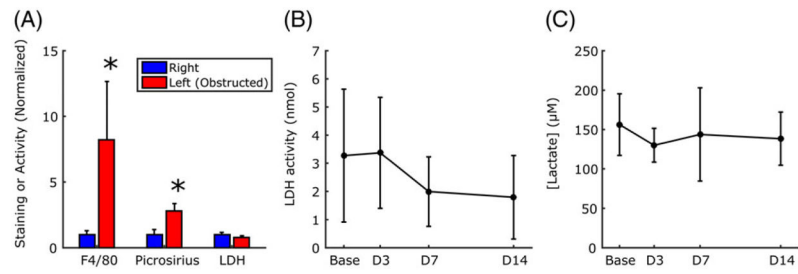 (A)
Staining or Activity (Normalized)
15
10
5
0
*
*
Right
Left (Obstructed)
F4/80 Picrosirius LDH
(B)
LDH activity (nmol)
7
6
5
4
3
2
1
0
Base D3 D7 D14
(C)
[Lactate] (µM)
250
200
150
100
50
0
Base D3 D7 D14